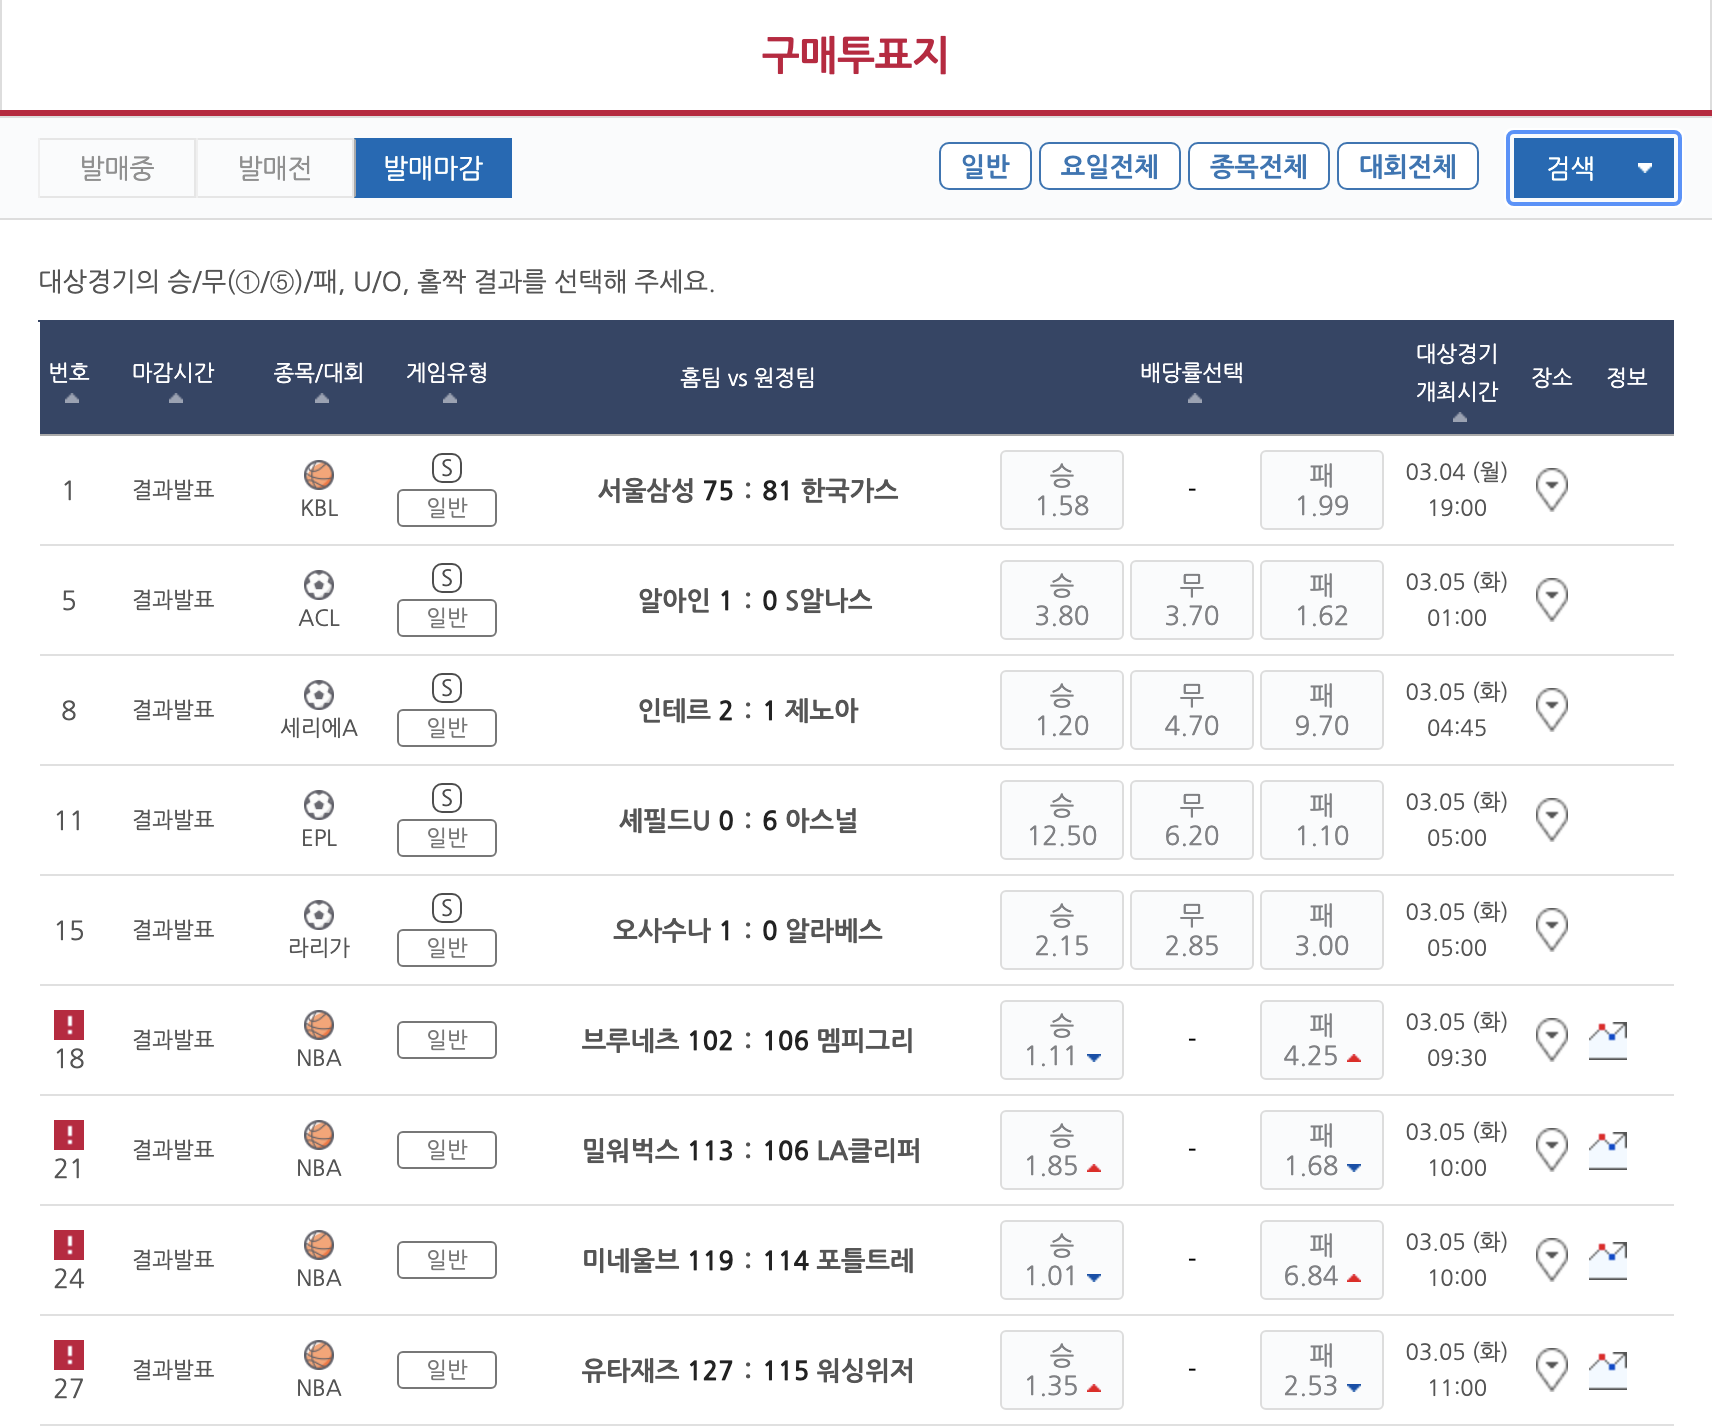 구매투표지
발매중 발매전 발매마감 일반 요일전체 종목전체 대회전체 검색
대상경기의 승/무(①/⑤)/패, U/O, 홀짝 결과를 선택해 주세요.
번호 마감시간 종목/대회 게임유형 홈팀 vs 원정팀 배당률선택 대상경기 개최시간 장소 정보
1 결과발표 KBL S 일반 서울삼성 75 : 81 한국가스 승 1.58 - 패 1.99 03.04 (월) 19:00
5 결과발표 ACL S 일반 알아인 1 : 0 S알나스 승 3.80 무 3.70 패 1.62 03.05 (화) 01:00
8 결과발표 세리에A S 일반 인테르 2 : 1 제노아 승 1.20 무 4.70 패 9.70 03.05 (화) 04:45
11 결과발표 EPL S 일반 셰필드U 0 : 6 아스널 승 12.50 무 6.20 패 1.10 03.05 (화) 05:00
15 결과발표 라리가 S 일반 오사수나 1 : 0 알라베스 승 2.15 무 2.85 패 3.00 03.05 (화) 05:00
! 18 결과발표 NBA 일반 브루네츠 102 : 106 멤피그리 승 1.11 - 패 4.25 03.05 (화) 09:30
! 21 결과발표 NBA 일반 밀워벅스 113 : 106 LA클리퍼 승 1.85 - 패 1.68 03.05 (화) 10:00
! 24 결과발표 NBA 일반 미네울브 119 : 114 포틀트레 승 1.01 - 패 6.84 03.05 (화) 10:00
! 27 결과발표 NBA 일반 유타재즈 127 : 115 워싱위저 승 1.35 - 패 2.53 03.05 (화) 11:00